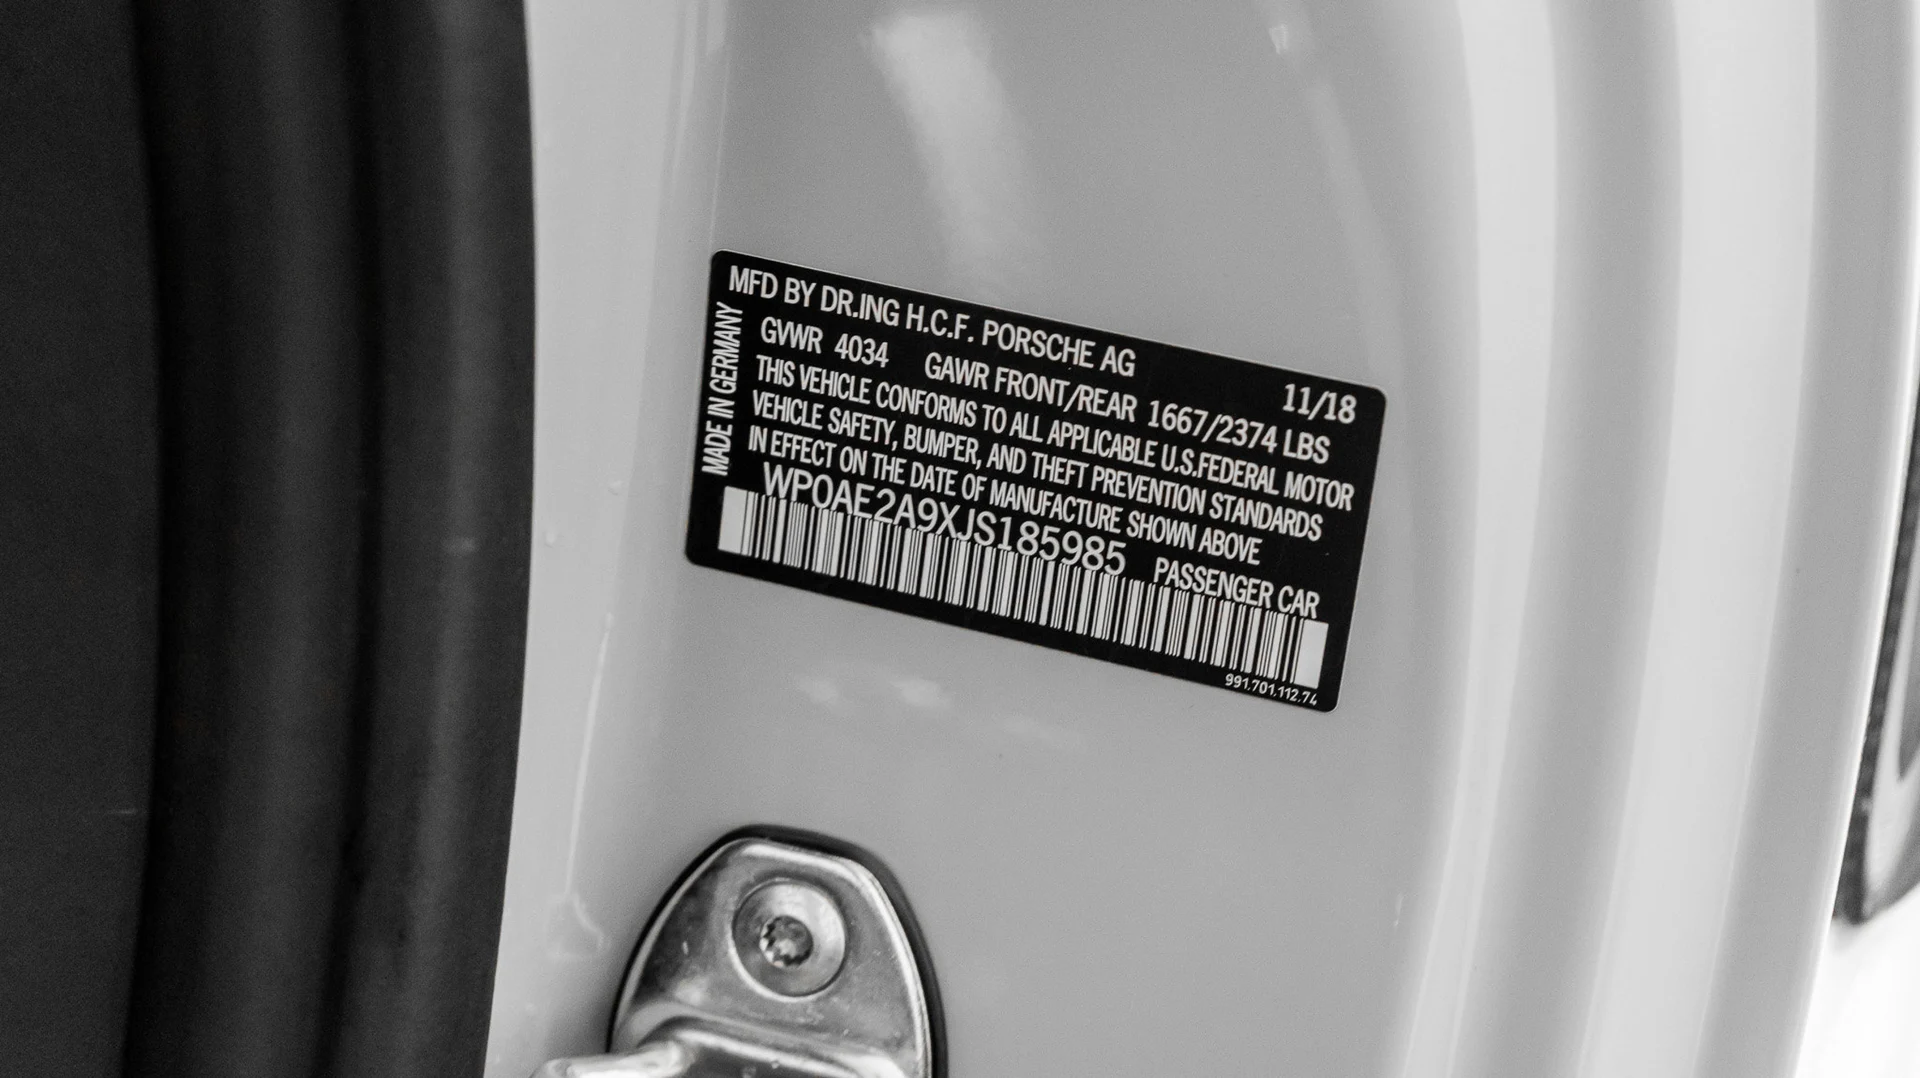 MFD BY DR.ING H.C.F. PORSCHE AG
11/18
GVWR 4034 GAWR FRONT/REAR 1667/2374 LBS
THIS VEHICLE CONFORMS TO ALL APPLICABLE U.S.FEDERAL MOTOR
VEHICLE SAFETY, BUMPER, AND THEFT PREVENTION STANDARDS
IN EFFECT ON THE DATE OF MANUFACTURE SHOWN ABOVE
WP0AE2A9XJS185985 PASSENGER CAR
991.701.112.74
MADE IN GERMANY